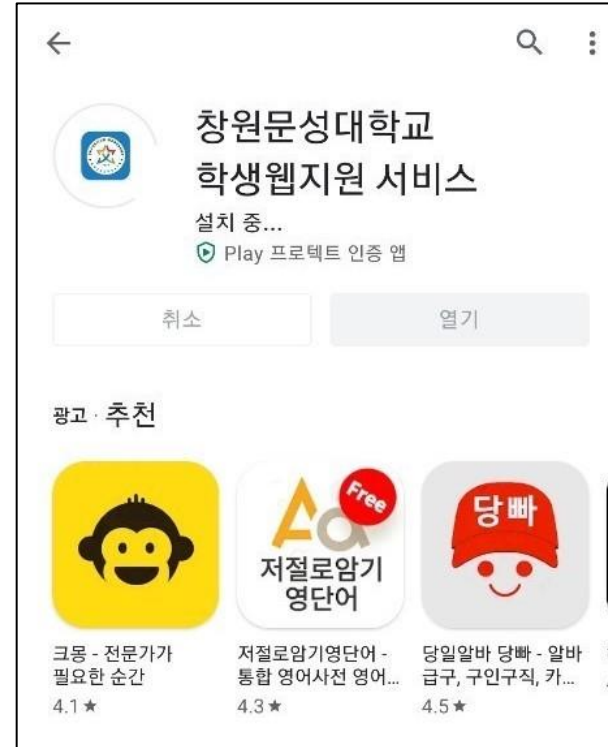 창원문성대학교
학생웹지원 서비스
설치 중...
Play 프로텍트 인증 앱
취소
열기
광고 · 추천
Free
저절로암기
영단어
당빠
크몽 - 전문가가
필요한 순간
4.1★
저절로암기영단어 -
통합 영어사전 영어...
4.3★
당일알바 당빠 - 알바
급구, 구인구직, 카...
4.5★